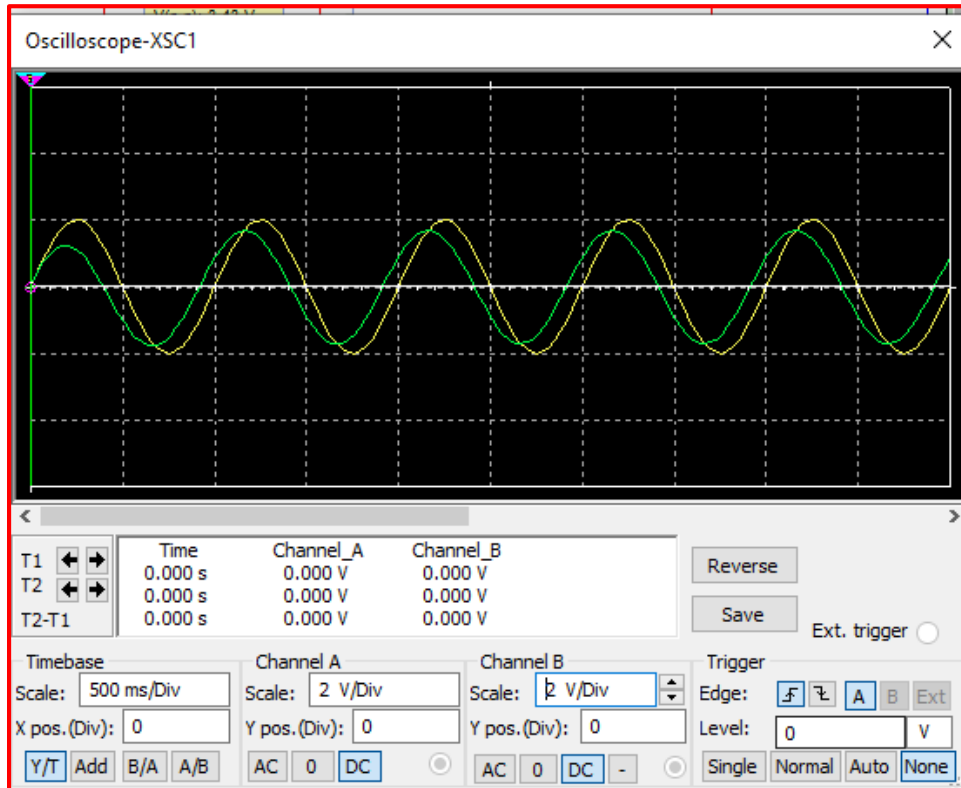 Oscilloscope-XSC1
T1
T2
T2-T1
Time Channel_A Channel_B
0.000 s 0.000 V 0.000 V
0.000 s 0.000 V 0.000 V
0.000 s 0.000 V 0.000 V
Reverse
Save
Ext. trigger
Timebase
Scale: 500 ms/Div
X pos.(Div): 0
Y/T Add B/A A/B
Channel A
Scale: 2 V/Div
Y pos.(Div): 0
AC 0 DC
Channel B
Scale: 2 V/Div
Y pos.(Div): 0
AC 0 DC -
Trigger
Edge: A B Ext
Level: 0 V
Single Normal Auto None